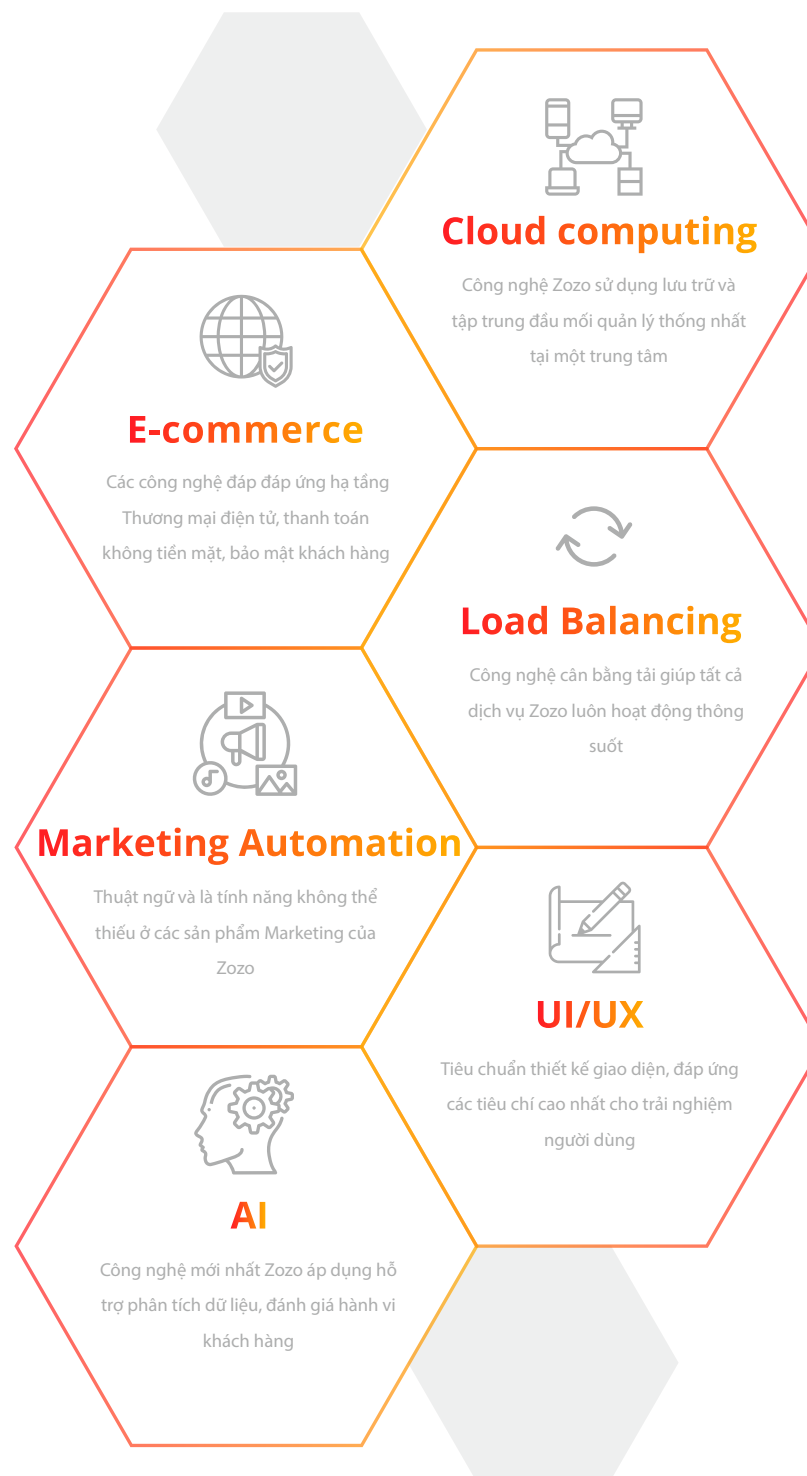 Cloud computing
Công nghệ Zozo sử dụng lưu trữ và
tập trung đầu mối quản lý thống nhất
tại một trung tâm
E-commerce
Các công nghệ đáp đáp ứng hạ tầng
Thương mại điện tử, thanh toán
không tiền mặt, bảo mật khách hàng
Load Balancing
Công nghệ cân bằng tải giúp tất cả
dịch vụ Zozo luôn hoạt động thông
suốt
Marketing Automation
Thuật ngữ và là tính năng không thể
thiếu ở các sản phẩm Marketing của
Zozo
UI/UX
Tiêu chuẩn thiết kế giao diện, đáp ứng
các tiêu chí cao nhất cho trải nghiệm
người dùng
AI
Công nghệ mới nhất Zozo áp dụng hỗ
trợ phân tích dữ liệu, đánh giá hành vi
khách hàng